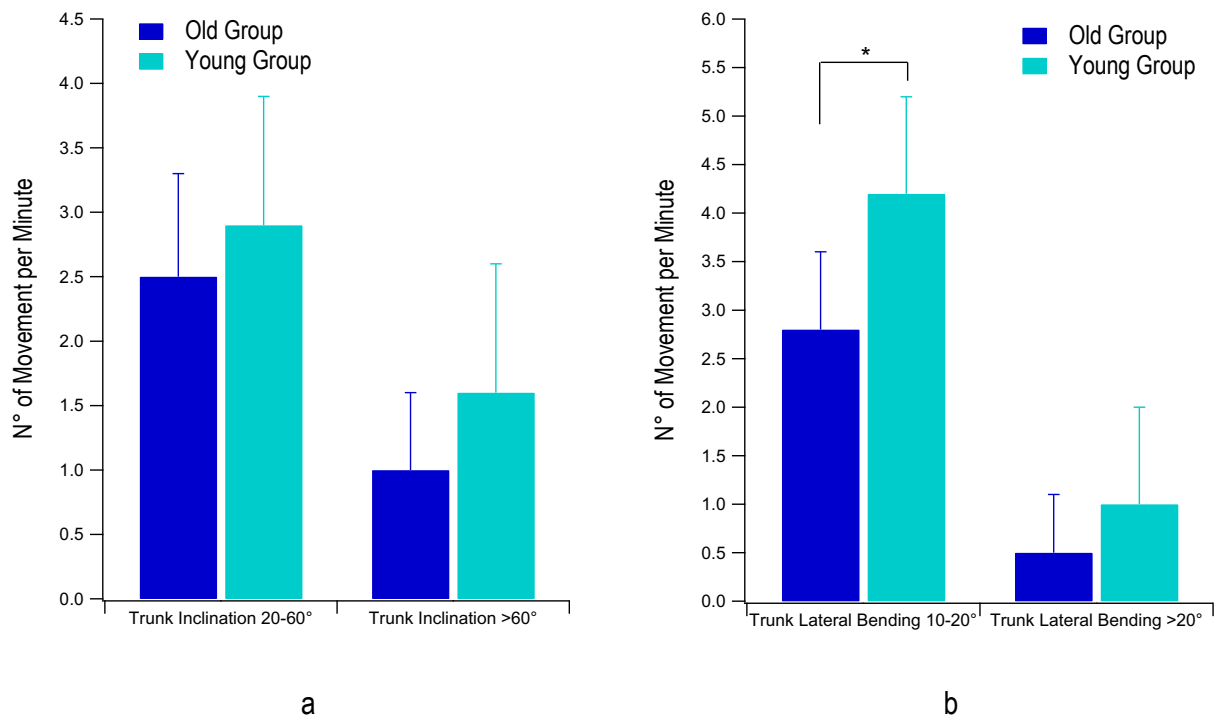 4.5
4.0
3.5
3.0
2.5
2.0
1.5
1.0
0.5
0.0
N° of Movement per Minute
Old Group
Young Group
Trunk Inclination 20-60°
Trunk Inclination >60°
a
6.0
5.5
5.0
4.5
4.0
3.5
3.0
2.5
2.0
1.5
1.0
0.5
0.0
N° of Movement per Minute
Old Group
Young Group
*
Trunk Lateral Bending 10-20°
Trunk Lateral Bending >20°
b